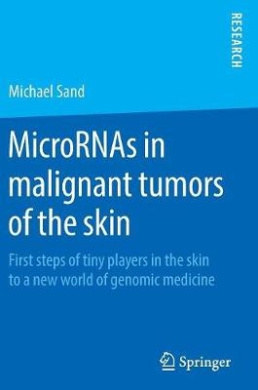 RESEARCH
Michael Sand
MicroRNAs in
malignant tumors
of the skin
First steps of tiny players in the skin
to a new world of genomic medicine
Springer